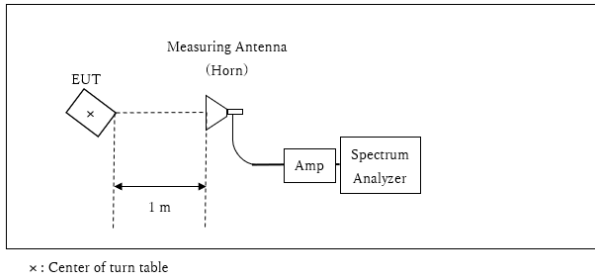 Measuring Antenna
(Horn)
EUT
×
Amp
Spectrum
Analyzer
1 m
× : Center of turn table